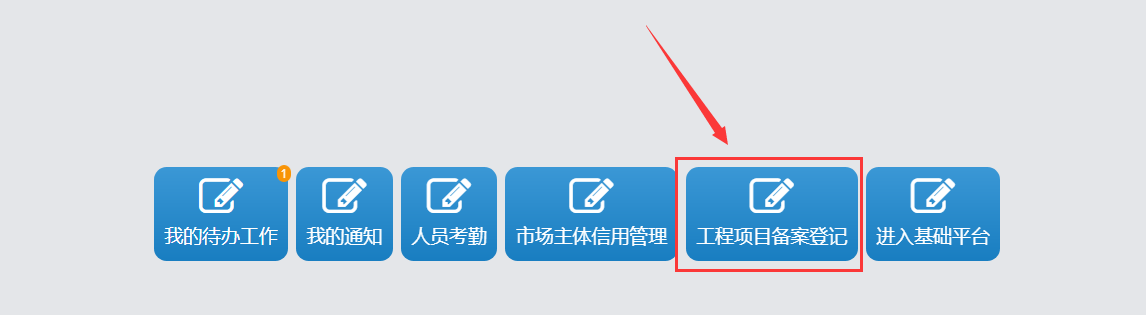 1
我的待办工作
我的通知
人员考勤
市场主体信用管理
工程项目备案登记
进入基础平台